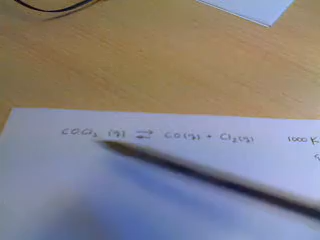 COCl₂ (g) ⇌ CO(g) + Cl₂(g) 1000 K